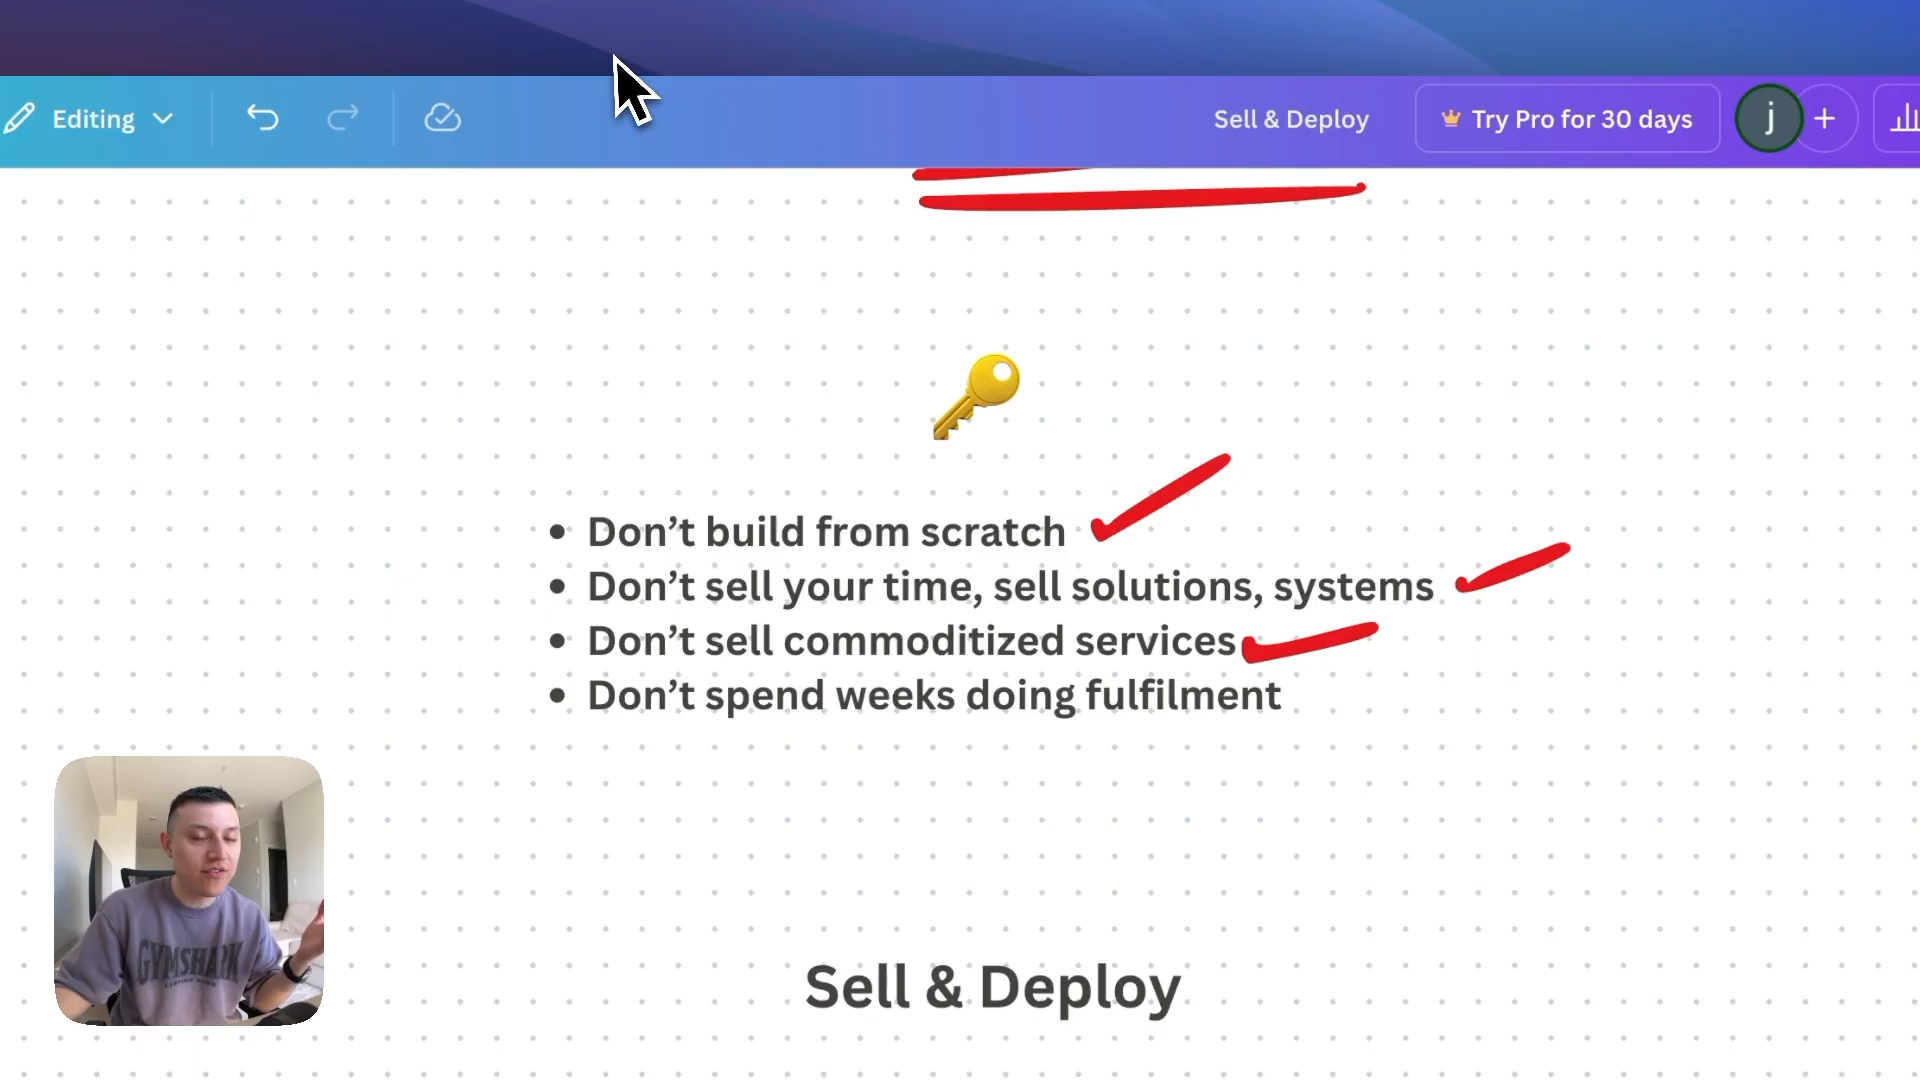 Editing
Sell & Deploy
Try Pro for 30 days
j
+
Don’t build from scratch
Don’t sell your time, sell solutions, systems
Don’t sell commoditized services
Don’t spend weeks doing fulfilment
GYMSHARK
Sell & Deploy